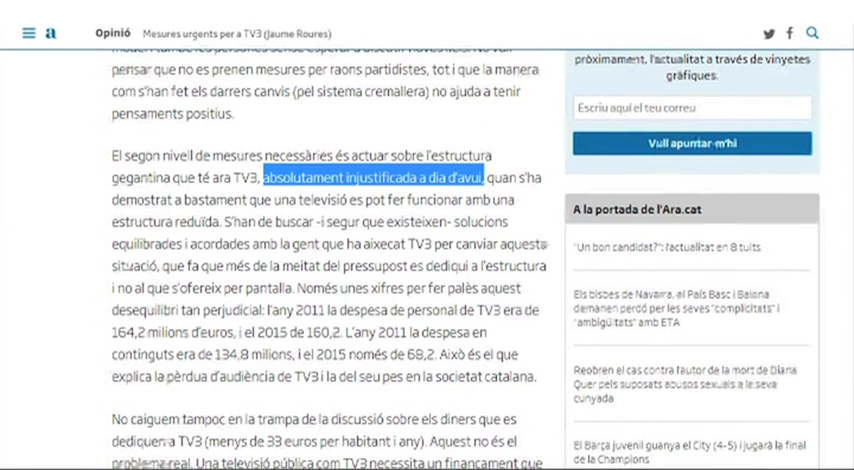 a
Opinió
Mesures urgents per a TV3 (Jaume Roures)
pensar que no es prenen mesures per raons partidistes, tot i que la manera
com s'han fet els darrers canvis (pel sistema cremallera) no ajuda a tenir
pensaments positius.
El segon nivell de mesures necessàries és actuar sobre l'estructura
gegantina que té ara TV3, absolutament injustificada a dia d'avui, quan s'ha
demostrat a bastament que una televisió es pot fer funcionar amb una
estructura reduïda. S'han de buscar -i segur que existeixen- solucions
equilibrades i acordades amb la gent que ha aixecat TV3 per canviar aquesta
situació, que fa que més de la meitat del pressupost es dediqui a l'estructura
i no al que s'ofereix per pantalla. Només unes xifres per fer palès aquest
desequilibri tan perjudicial: l'any 2011 la despesa de personal de TV3 era de
164,2 milions d'euros, i el 2015 de 160,2. L'any 2011 la despesa en
continguts era de 134,8 milions, i el 2015 només de 68,2. Això és el que
explica la pèrdua d'audiència de TV3 i la del seu pes en la societat catalana.
No caiguem tampoc en la trampa de la discussió sobre els diners que es
dediquen a TV3 (menys de 33 euros per habitant i any). Aquest no és el
problema real. Una televisió pública com TV3 necessita un finançament que
pròximament, l'actualitat a través de vinyetes
gràfiques.
Escriu aquí el teu correu
Vull apuntar-m'hi
A la portada de l'Ara.cat
"Un bon candidat?": l'actualitat en 8 tuits
Els bisbes de Navarra, el País Basc i Baiona
demanen perdó per les seves "complicitats" i
"ambigüitats" amb ETA
Reobren el cas contra l'autor de la mort de Diana
Quer pels suposats abusos sexuals a la seva
cunyada
El Barça juvenil guanya el City (4-5) i jugarà la final
de la Champions